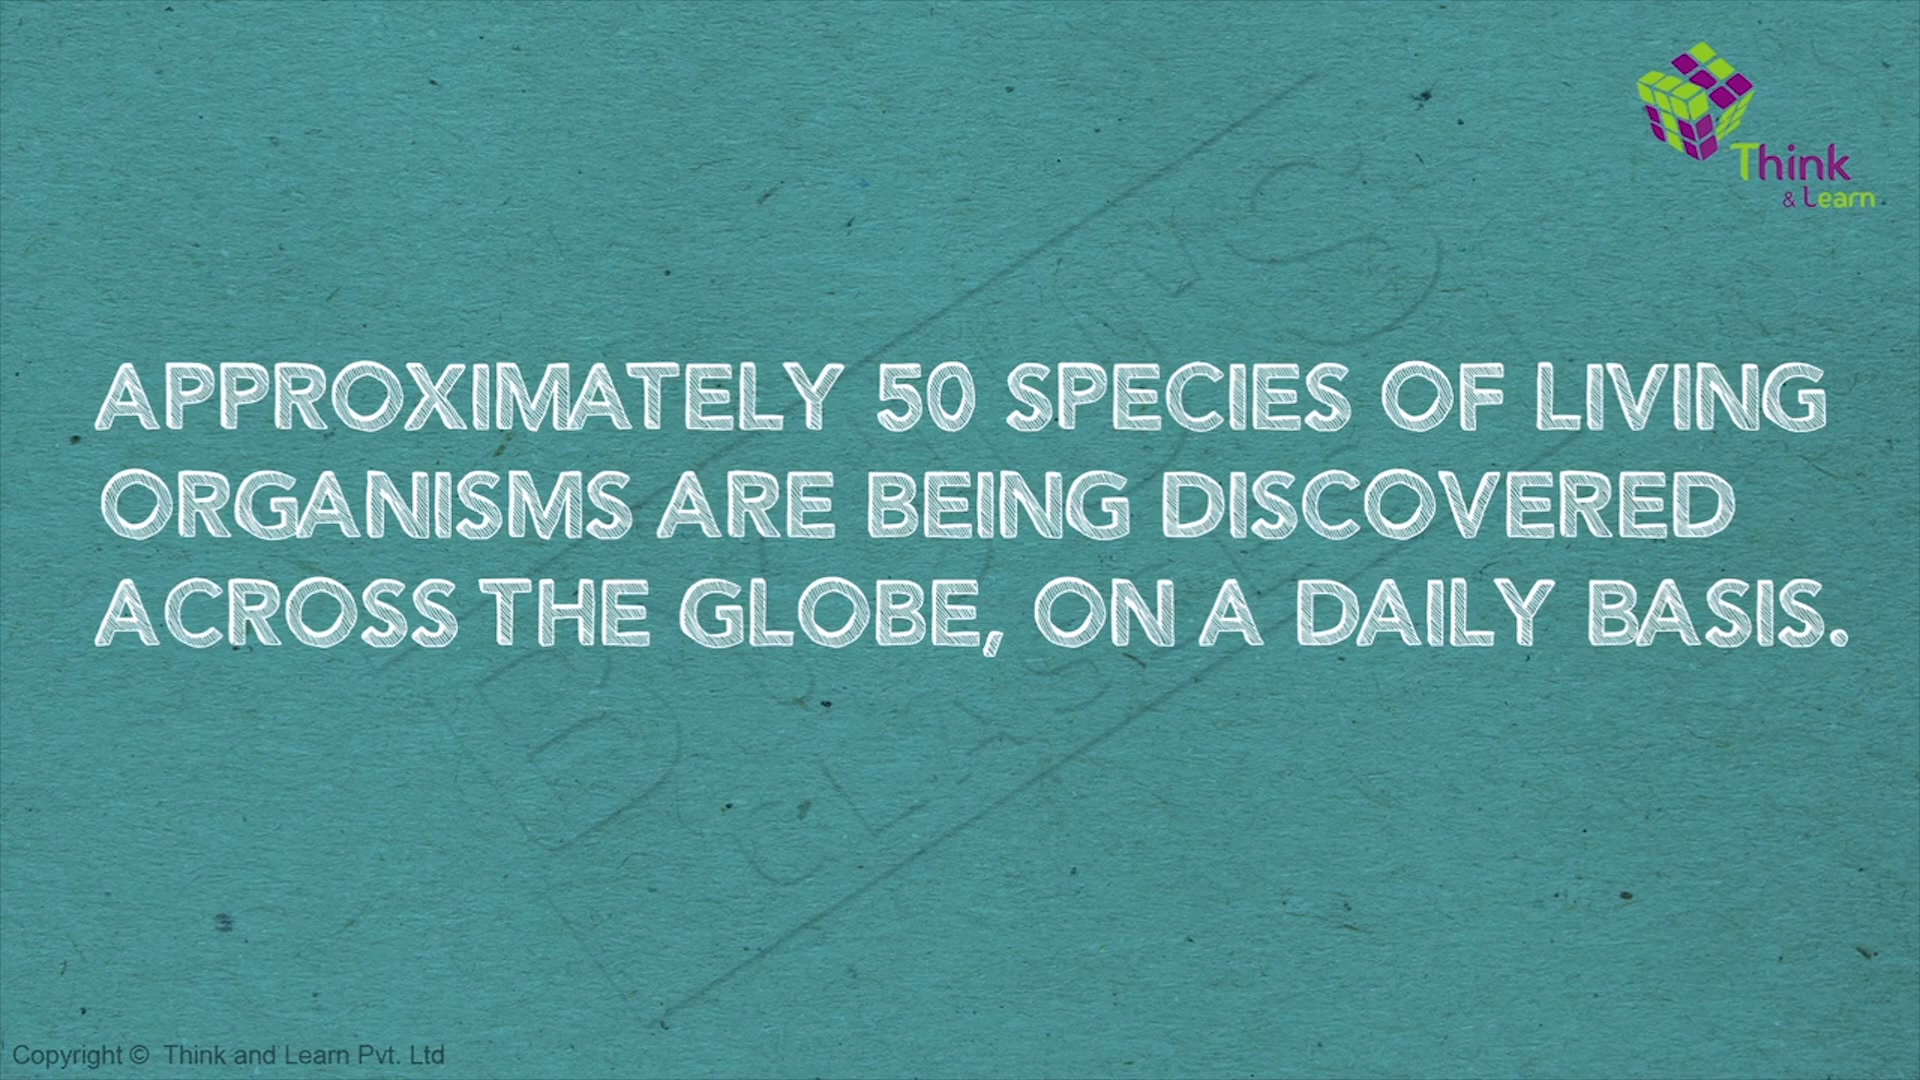 Think
& Learn
APPROXIMATELY 50 SPECIES OF LIVING
ORGANISMS ARE BEING DISCOVERED
ACROSS THE GLOBE, ON A DAILY BASIS.
Copyright © Think and Learn Pvt. Ltd